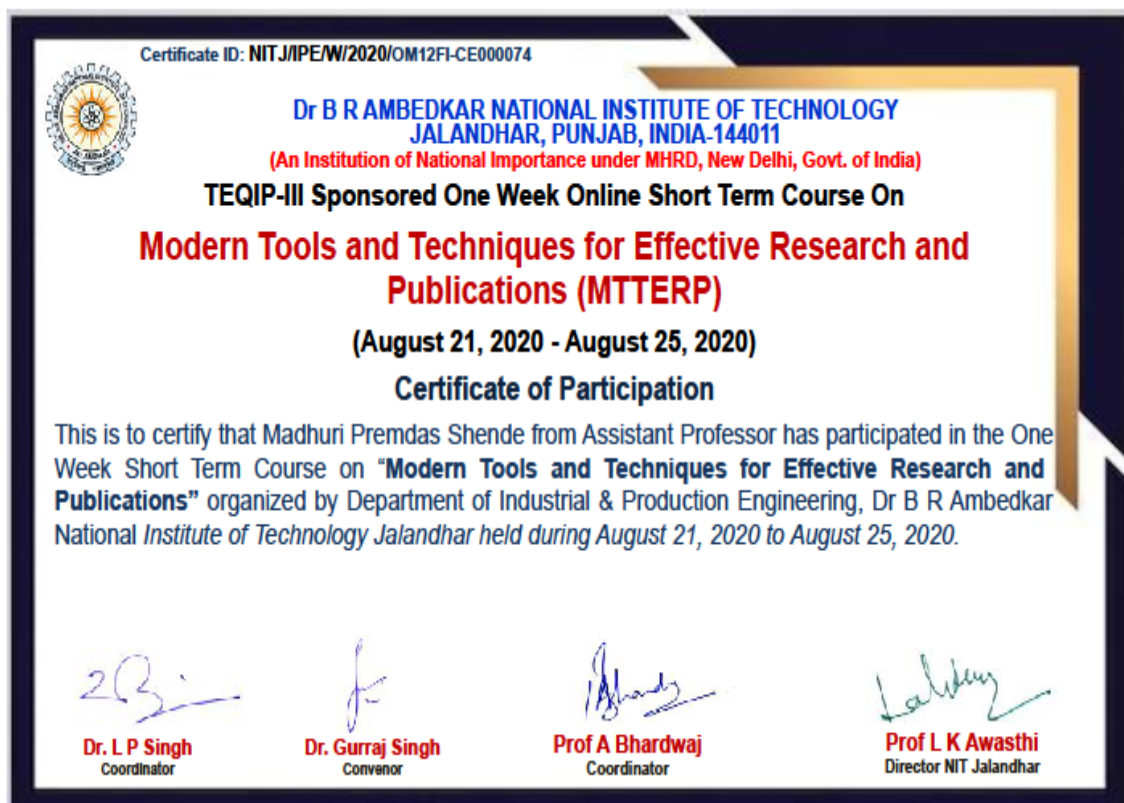 Certificate ID: NITJ/IPE/W/2020/OM12FI-CE000074
Dr B R AMBEDKAR NATIONAL INSTITUTE OF TECHNOLOGY
JALANDHAR, PUNJAB, INDIA-144011
(An Institution of National Importance under MHRD, New Delhi, Govt. of India)
TEQIP-III Sponsored One Week Online Short Term Course On
Modern Tools and Techniques for Effective Research and
Publications (MTTERP)
(August 21, 2020 - August 25, 2020)
Certificate of Participation
This is to certify that Madhuri Premdas Shende from Assistant Professor has participated in the One
Week Short Term Course on “Modern Tools and Techniques for Effective Research and
Publications” organized by Department of Industrial & Production Engineering, Dr B R Ambedkar
National Institute of Technology Jalandhar held during August 21, 2020 to August 25, 2020.
Dr. L P Singh
Coordinator
Dr. Gurraj Singh
Convenor
Prof A Bhardwaj
Coordinator
Prof L K Awasthi
Director NIT Jalandhar